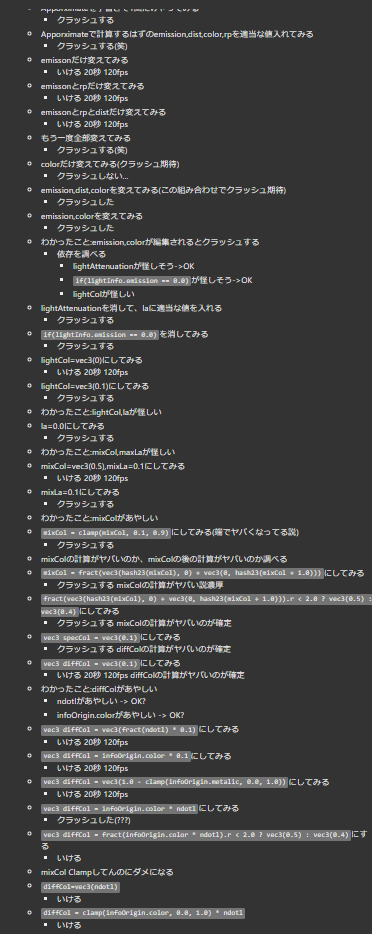 クラッシュする
Apporximateで計算するはずのemission,dist,color,rpを適当な値入れてみる
クラッシュする(笑)
emissonだけ変えてみる
いける 20秒 120fps
emissonとrpだけ変えてみる
いける 20秒 120fps
emissonとrpとdistだけ変えてみる
いける 20秒 120fps
もう一度全部変えてみる
クラッシュする(笑)
colorだけ変えてみる(クラッシュ期待)
クラッシュしない...
emission,dist,colorを変えてみる(この組み合わせでクラッシュ期待)
クラッシュした
emission,colorを変えてみる
クラッシュした
わかったこと:emission,colorが編集されるとクラッシュする
依存を調べる
lightAttenuationが怪しそう->OK
if(lightInfo.emission == 0.0)が怪しそう->OK
lightColが怪しい
lightAttenuationを消して、laに適当な値を入れる
クラッシュする
if(lightInfo.emission == 0.0)を消してみる
クラッシュする
lightCol=vec3(0)にしてみる
いける 20秒 120fps
lightCol=vec3(0.1)にしてみる
クラッシュする
わかったこと:lightCol,laが怪しい
la=0.0にしてみる
クラッシュする
わかったこと:mixCol,maxLaが怪しい
mixCol=vec3(0.5),mixLa=0.1にしてみる
いける 20秒 120fps
mixLa=0.1にしてみる
クラッシュする
わかったこと:mixColがあやしい
mixCol = clamp(mixCol, 0.1, 0.9)にしてみる(端でヤバくなってる説)
クラッシュする
mixColの計算がヤバいのか、mixColの後の計算がヤバいのか調べる
mixCol = fract(vec3(hash23(mixCol), 0) + vec3(0, hash23(mixCol + 1.0)))にしてみる
クラッシュする mixColの計算がヤバい説濃厚
fract(vec3(hash23(mixCol), 0) + vec3(0, hash23(mixCol + 1.0))).r < 2.0 ? vec3(0.5) :
vec3(0.4)にしてみる
クラッシュする mixColの計算がヤバいのが確定
vec3 specCol = vec3(0.1)にしてみる
クラッシュする diffColの計算がヤバいのが確定
vec3 diffCol = vec3(0.1)にしてみる
いける 20秒 120fps diffColの計算がヤバいのが確定
わかったこと:diffColがあやしい
ndotlがあやしい -> OK?
infoOrigin.colorがあやしい -> OK?
vec3 diffCol = vec3(fract(ndotl) * 0.1)にしてみる
いける 20秒 120fps
vec3 diffCol = infoOrigin.color * 0.1にしてみる
いける 20秒 120fps
vec3 diffCol = vec3(1.0 - clamp(infoOrigin.metalic, 0.0, 1.0))にしてみる
いける 20秒 120fps
vec3 diffCol = infoOrigin.color * ndotlにしてみる
クラッシュした(???)
vec3 diffCol = fract(infoOrigin.color * ndotl).r < 2.0 ? vec3(0.5) : vec3(0.4)にす
る
いける
mixCol Clampしてんのにダメになる
diffCol=vec3(ndotl)
いける
diffCol = clamp(infoOrigin.color, 0.0, 1.0) * ndotl
いける